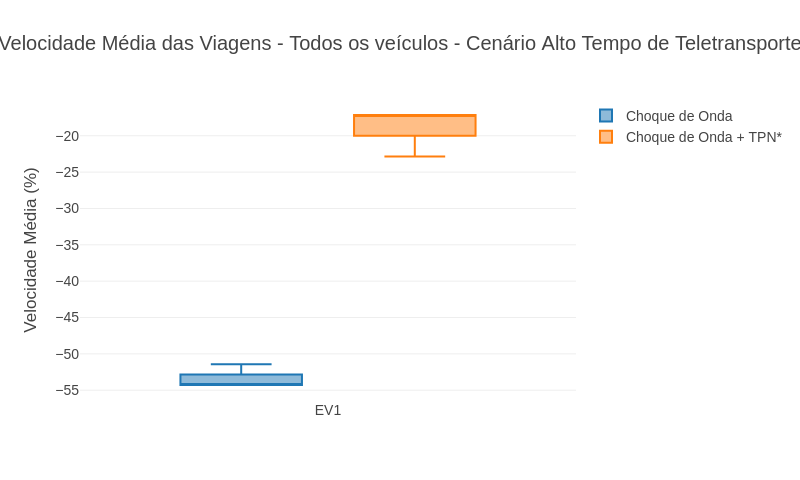 Velocidade Média das Viagens - Todos os veículos - Cenário Alto Tempo de Teletransporte
Choque de Onda
Choque de Onda + TPN*
Velocidade Média (%)
−20
−25
−30
−35
−40
−45
−50
−55
EV1